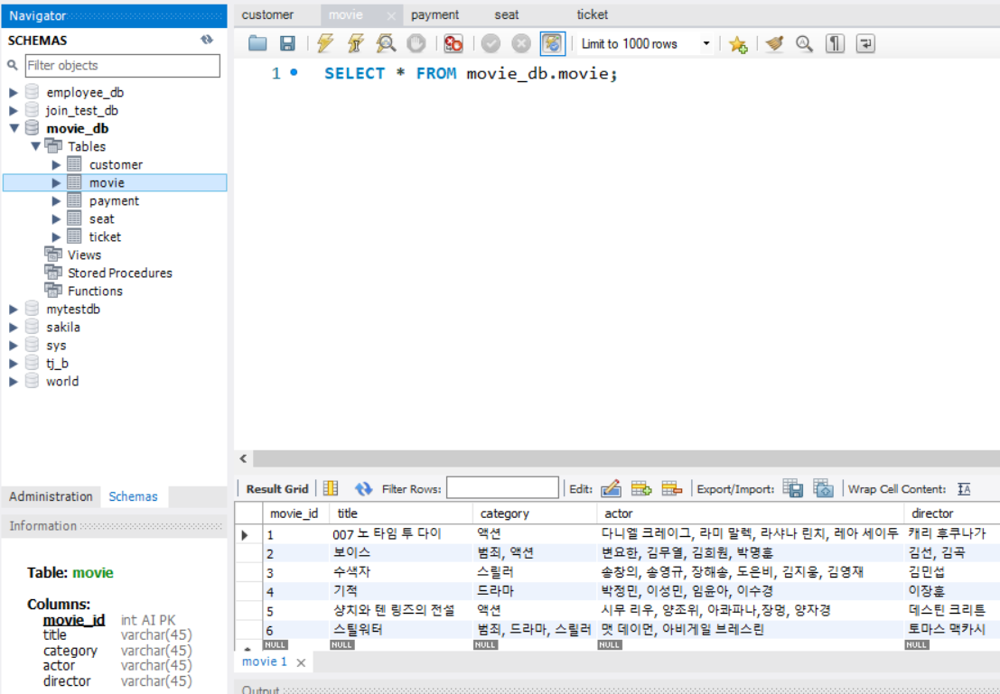 Navigator
customer movie payment seat ticket
SCHEMAS
Filter objects
Limit to 1000 rows
1 SELECT * FROM movie_db.movie;
employee_db
join_test_db
movie_db
Tables
customer
movie
payment
seat
ticket
Views
Stored Procedures
Functions
mytestdb
sakila
sys
tj_b
world
Administration Schemas
Information
Table: movie
Columns:
movie_id int AI PK
title varchar(45)
category varchar(45)
actor varchar(45)
director varchar(45)
Result Grid Filter Rows: Edit: Export/Import: Wrap Cell Content:
movie_id title category actor director
1 007 노 타임 투 다이 액션 다니엘 크레이그, 라미 말렉, 라샤나 린치, 레아 세이두 캐리 후쿠나가
2 보이스 범죄, 액션 변요한, 김무열, 김희원, 박명훈 김선, 김곡
3 수색자 스릴러 송창의, 송영규, 장해송, 도은비, 김지웅, 김영재 김민섭
4 기적 드라마 박정민, 이성민, 임윤아, 이수경 이장훈
5 샹치와 텐 링즈의 전설 액션 시무 리우, 양조위, 아콰파나,장멍, 양자경 데스틴 크리튼
6 스틸워터 범죄, 드라마, 스릴러 맷 데이먼, 아비게일 브레스린 토마스 맥카시
NULL NULL NULL NULL NULL
movie 1
Output